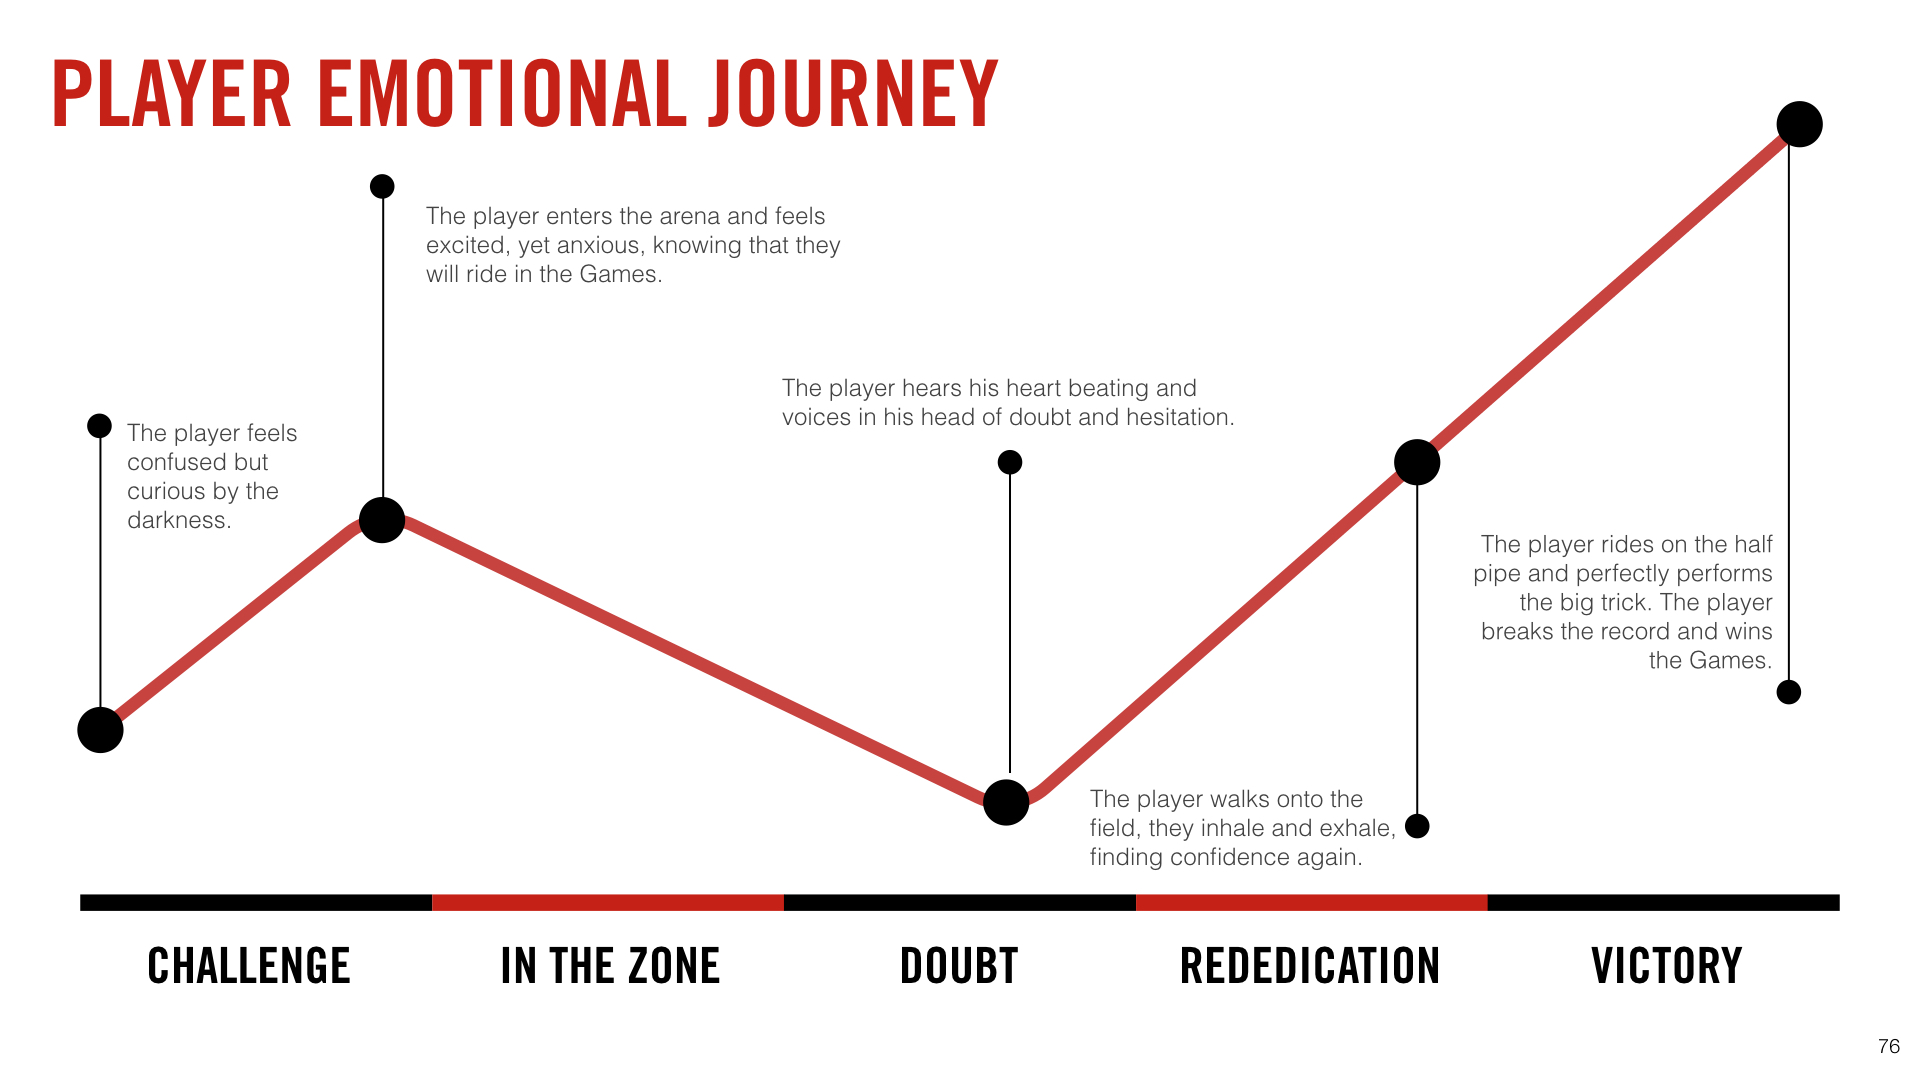 PLAYER EMOTIONAL JOURNEY
The player enters the arena and feels
excited, yet anxious, knowing that they
will ride in the Games.
The player feels
confused but
curious by the
darkness.
The player hears his heart beating and
voices in his head of doubt and hesitation.
The player rides on the half
pipe and perfectly performs
the big trick. The player
breaks the record and wins
the Games.
The player walks onto the
field, they inhale and exhale,
finding confidence again.
CHALLENGE
IN THE ZONE
DOUBT
REDEDICATION
VICTORY
76